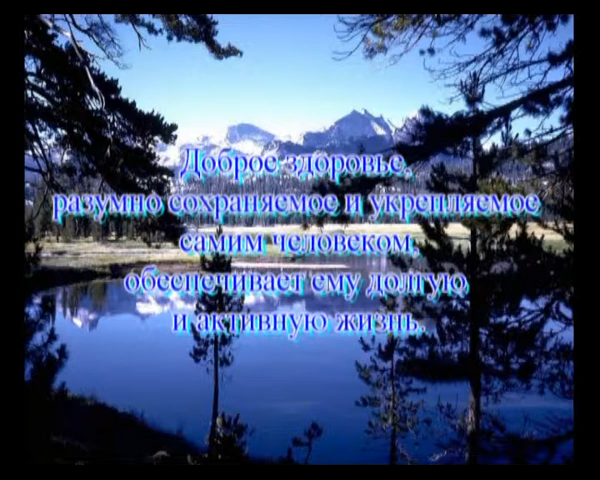 Доброе здоровье,
разумно сохраняемое и укрепляемое
самим человеком,
обеспечивает ему долгую
и активную жизнь.